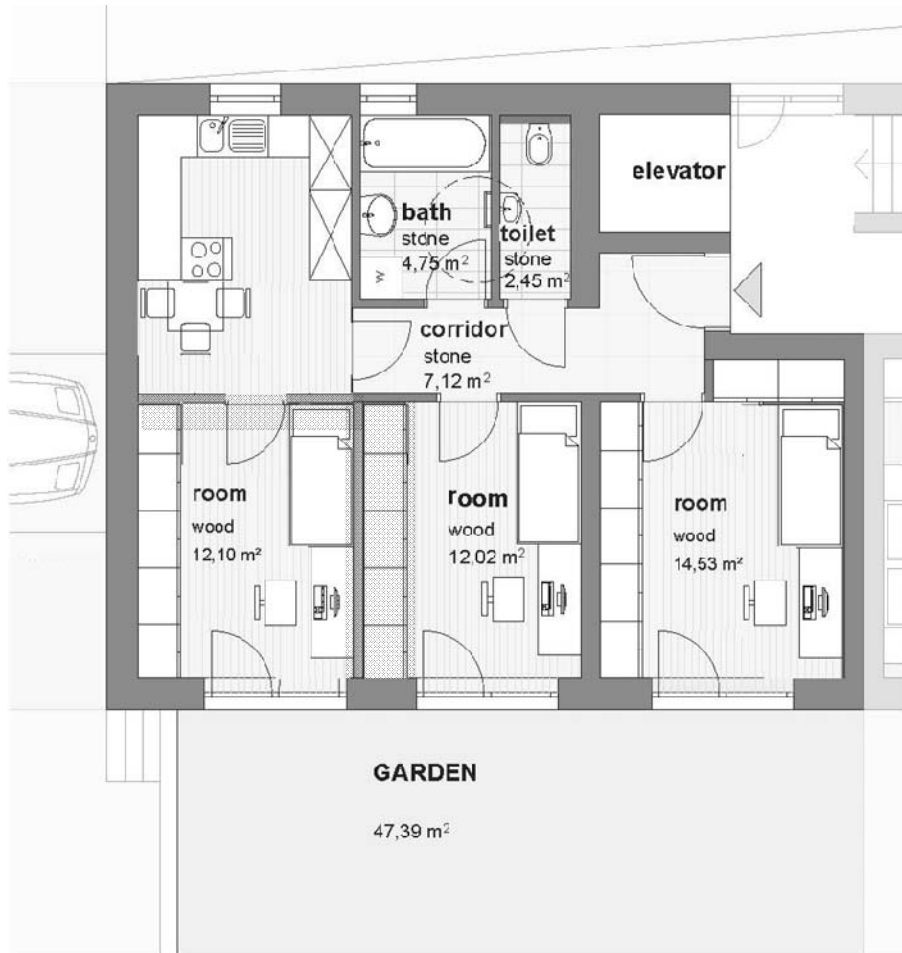 elevator
bath
stone
4,75 m²
toilet
stone
2,45 m²
w
corridor
stone
7,12 m²
room
wood
12,10 m²
room
wood
12,02 m²
room
wood
14,53 m²
GARDEN
47,39 m²